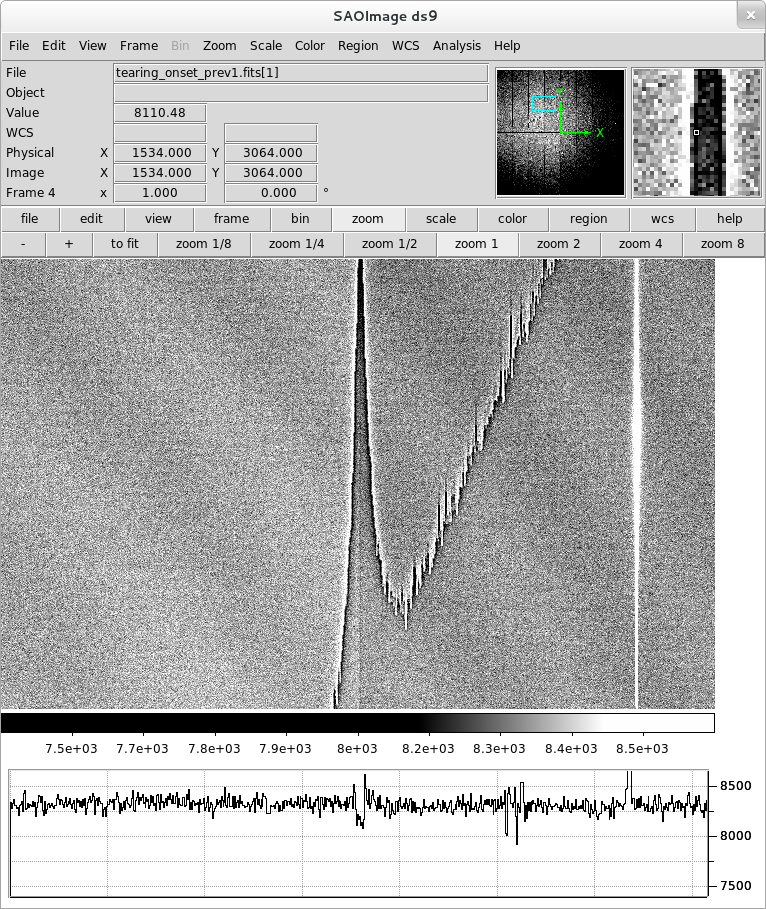 SAOImage ds9
×
File Edit View Frame Bin Zoom Scale Color Region WCS Analysis Help
File tearing_onset_prev1.fits[1]
Object
Value 8110.48
WCS
Physical X 1534.000 Y 3064.000
Image X 1534.000 Y 3064.000
Frame 4 x 1.000 0.000 °
Y
X
file edit view frame bin zoom scale color region wcs help
- + to fit zoom 1/8 zoom 1/4 zoom 1/2 zoom 1 zoom 2 zoom 4 zoom 8
7.5e+03 7.7e+03 7.8e+03 7.9e+03 8e+03 8.2e+03 8.3e+03 8.4e+03 8.5e+03
8500
8000
7500